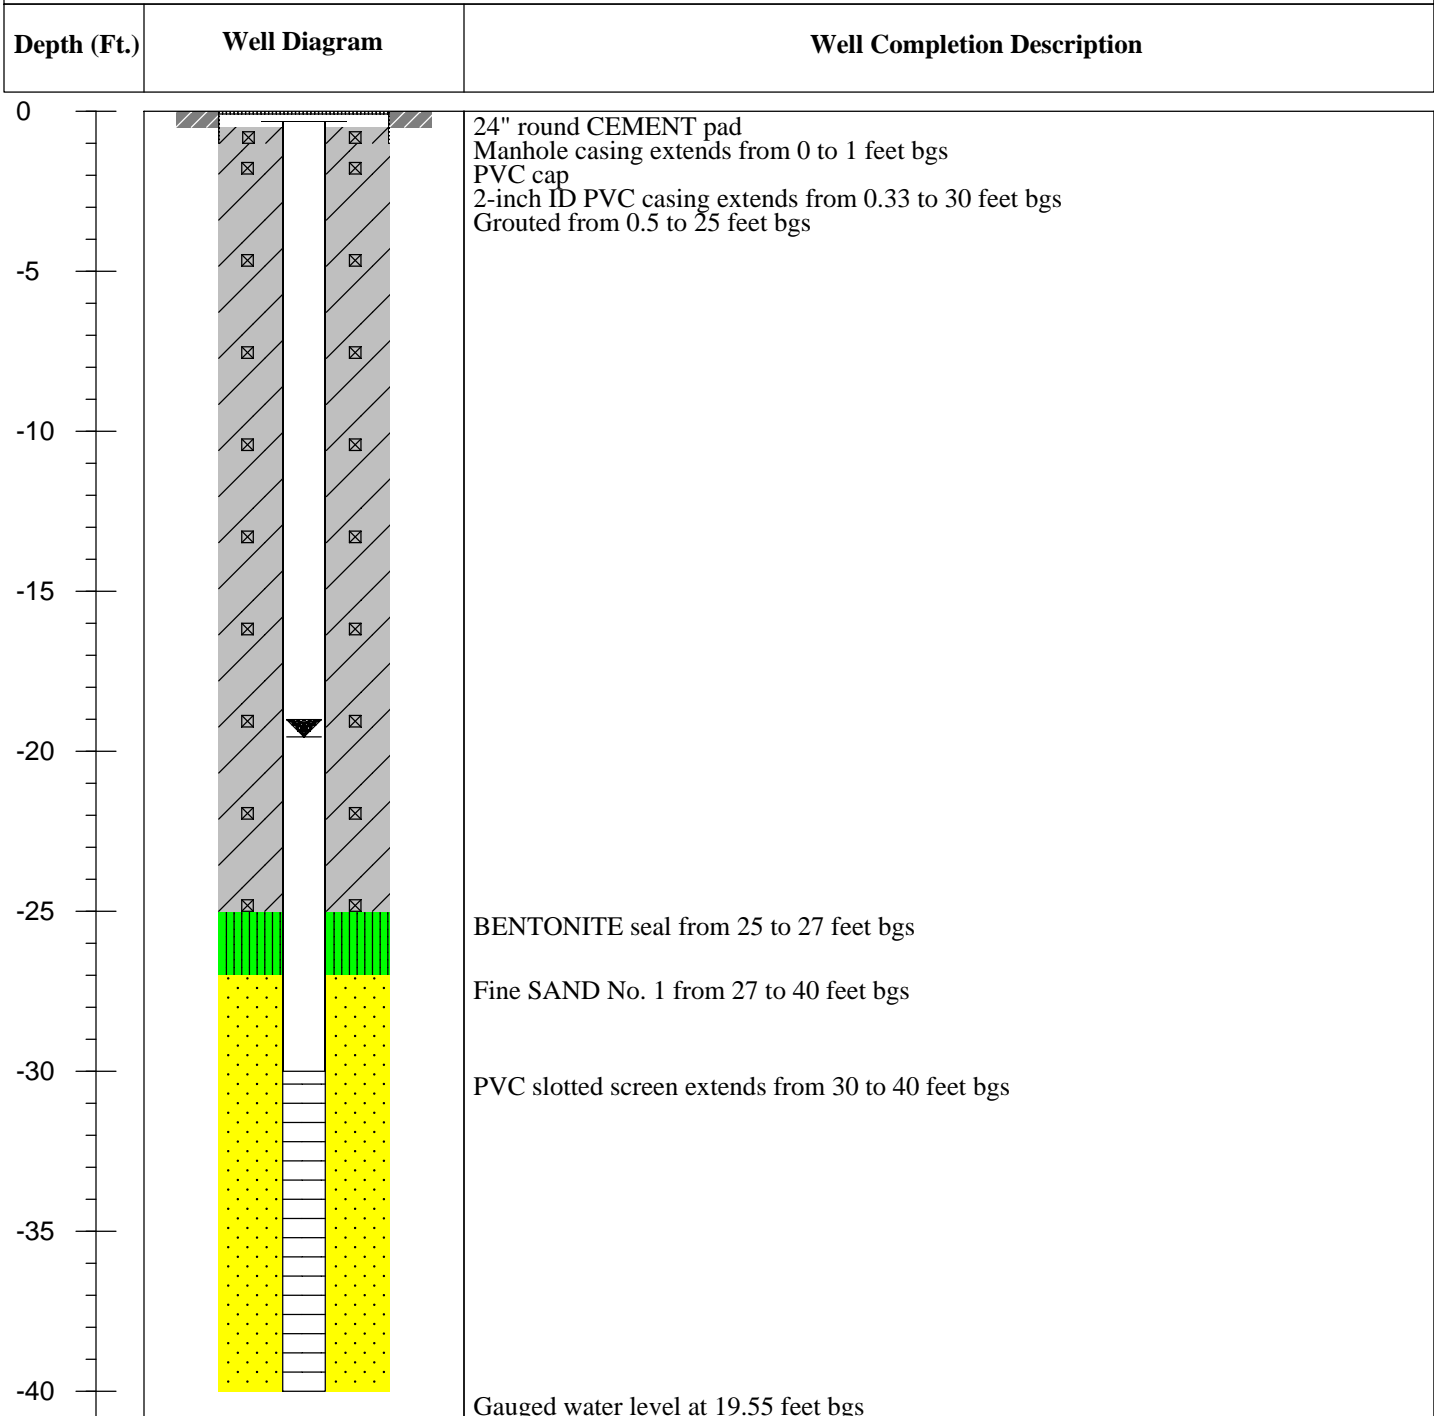 Depth (Ft.) Well Diagram Well Completion Description
0
24" round CEMENT pad
Manhole casing extends from 0 to 1 feet bgs
PVC cap
2-inch ID PVC casing extends from 0.33 to 30 feet bgs
Grouted from 0.5 to 25 feet bgs
-5
-10
-15
-20
-25
BENTONITE seal from 25 to 27 feet bgs
Fine SAND No. 1 from 27 to 40 feet bgs
-30
PVC slotted screen extends from 30 to 40 feet bgs
-35
-40
Gauged water level at 19.55 feet bgs